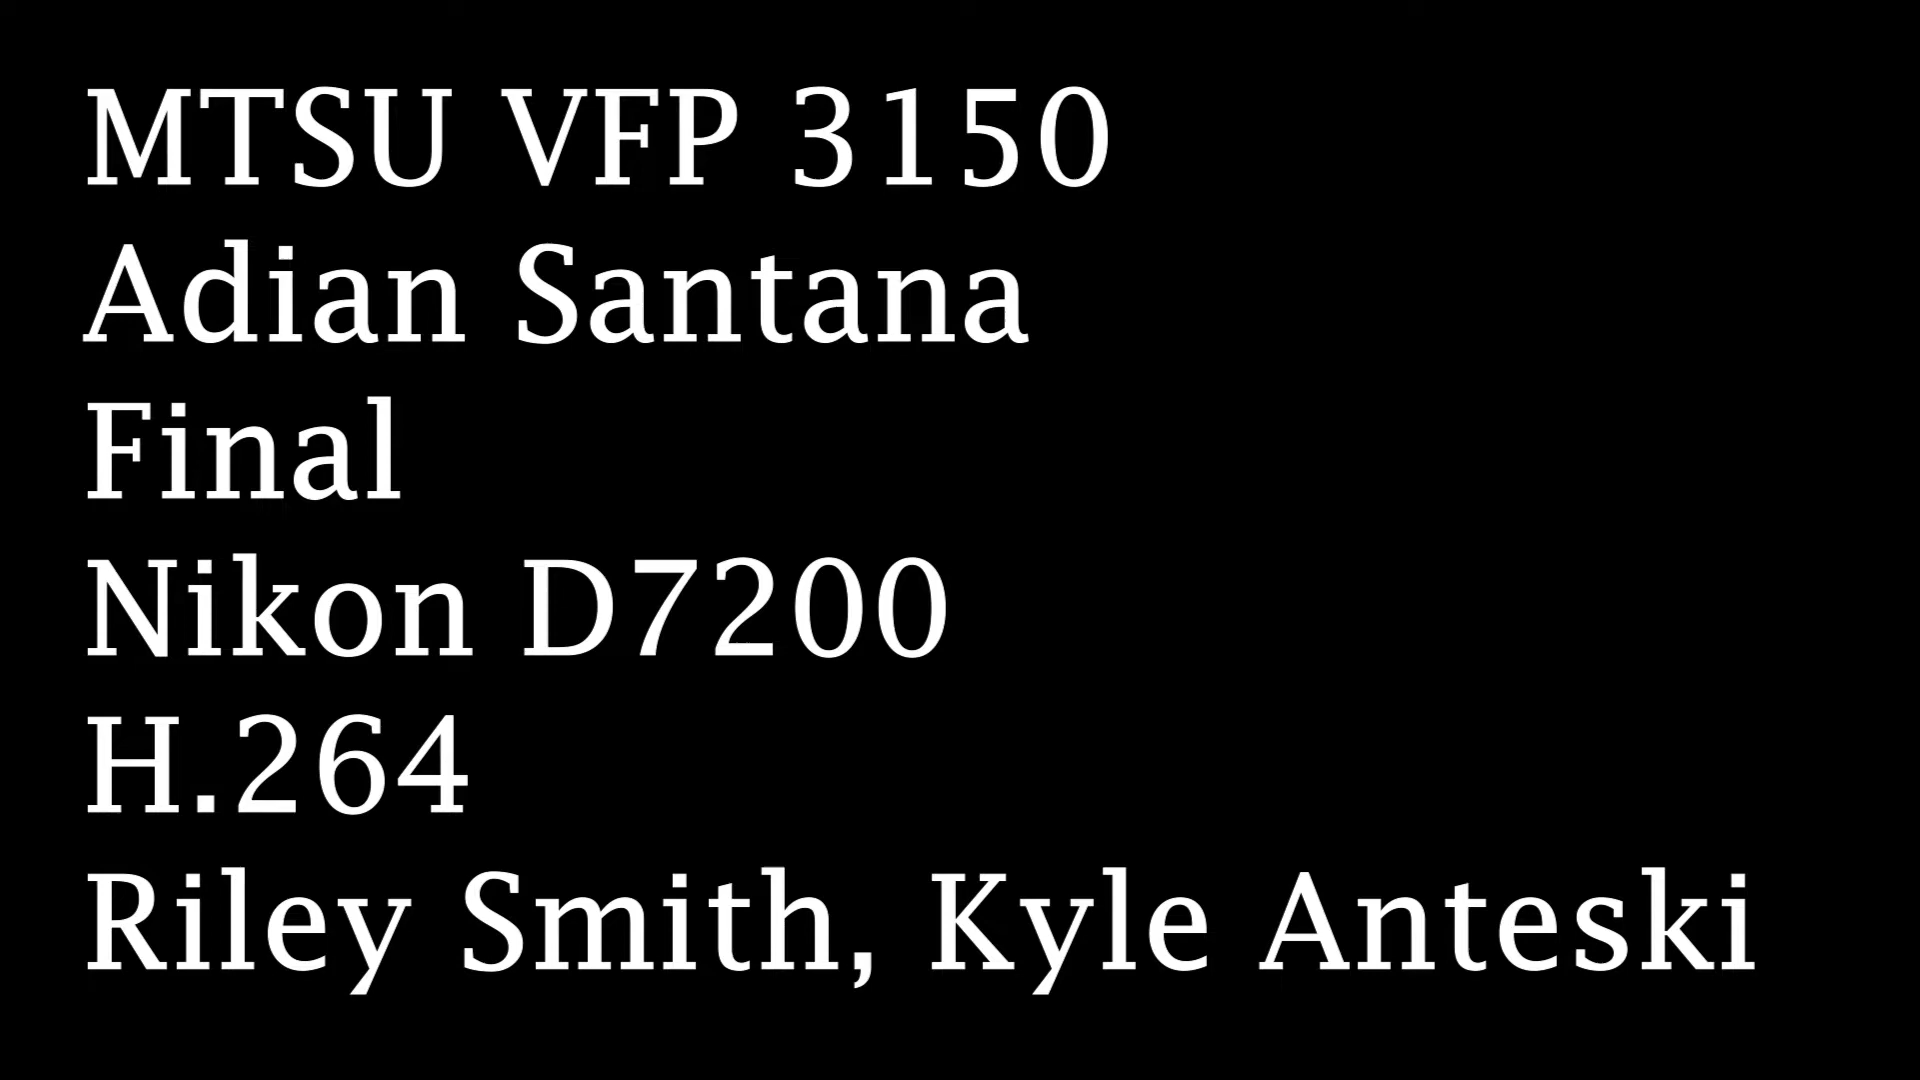 MTSU VFP 3150
Adian Santana
Final
Nikon D7200
H.264
Riley Smith, Kyle Anteski